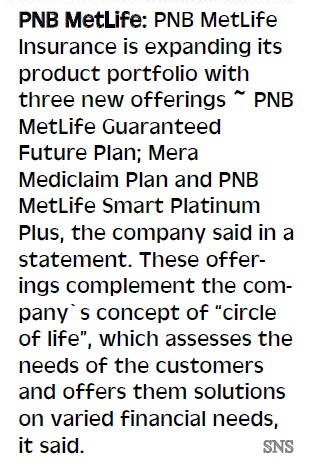 PNB MetLife: PNB MetLife
Insurance is expanding its
product portfolio with
three new offerings ~ PNB
MetLife Guaranteed
Future Plan; Mera
Mediclaim Plan and PNB
MetLife Smart Platinum
Plus, the company said in a
statement. These offer-
ings complement the com-
pany`s concept of “circle
of life”, which assesses the
needs of the customers
and offers them solutions
on varied financial needs,
it said. SNS